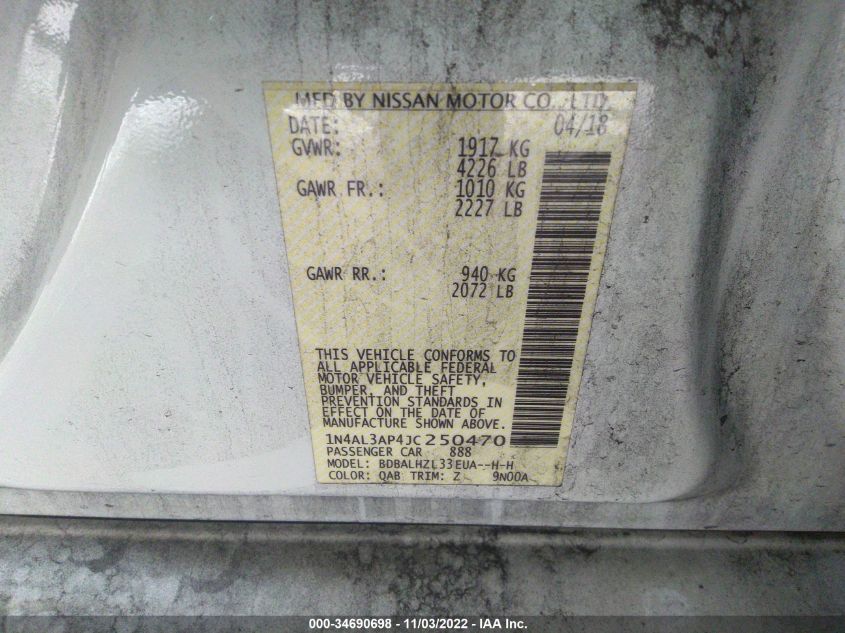 MFD BY NISSAN MOTOR CO., LTD.
DATE: 04/18
GVWR: 1917 KG
4226 LB
GAWR FR.: 1010 KG
2227 LB
GAWR RR.: 940 KG
2072 LB
THIS VEHICLE CONFORMS TO
ALL APPLICABLE FEDERAL
MOTOR VEHICLE SAFETY,
BUMPER, AND THEFT
PREVENTION STANDARDS IN
EFFECT ON THE DATE OF
MANUFACTURE SHOWN ABOVE.
1N4AL3AP4JC250470
PASSENGER CAR 888
MODEL: BDBALHZL33EUA--H-H
COLOR: QAB TRIM: Z 9N00A
000-34690698 - 11/03/2022 - IAA Inc.